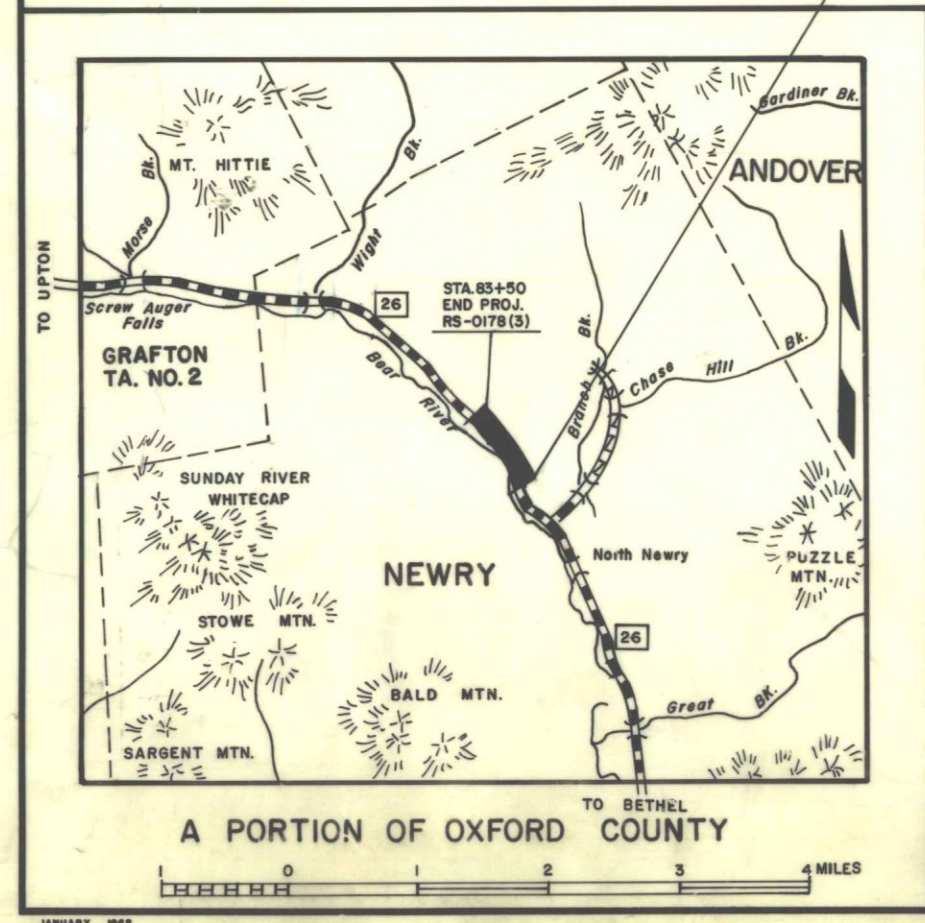 Gardiner Bk.
ANDOVER
MT. HITTIE
Bk.
Morse
Bk.
Wight
TO UPTON
Screw Auger
Falls
26
STA. 83+50
END PROJ.
RS-0178(3)
GRAFTON
TA. NO. 2
Bear
River
Bk.
Branch
Chase Hill Bk.
SUNDAY RIVER
WHITECAP
NEWRY
North Newry
PUZZLE
MTN.
STOWE MTN.
26
BALD MTN.
Great BK.
SARGENT MTN.
TO BETHEL
A PORTION OF OXFORD COUNTY
1 0 1 2 3 4 MILES